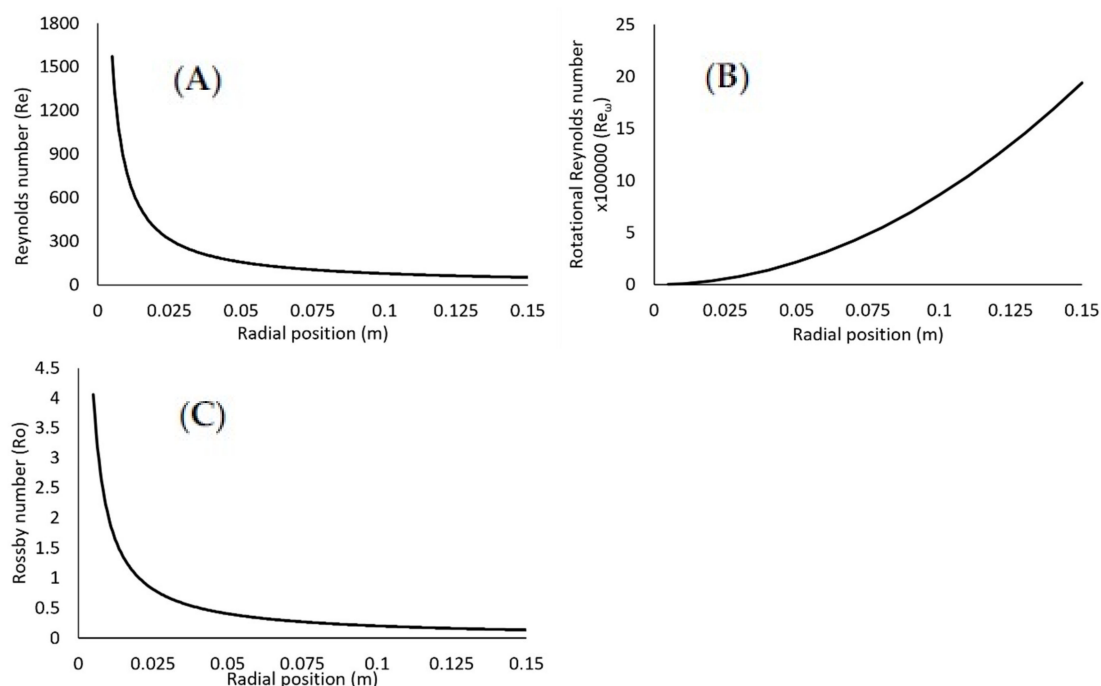 1800
1500
1200
900
600
300
0
Reynolds number (Re)
(A)
0 0.025 0.05 0.075 0.1 0.125 0.15
Radial position (m)
25
20
15
10
5
0
Rotational Reynolds number
x100000 (Reω)
(B)
0 0.025 0.05 0.075 0.1 0.125 0.15
Radial position (m)
4.5
4
3.5
3
2.5
2
1.5
1
0.5
0
Rossby number (Ro)
(C)
0 0.025 0.05 0.075 0.1 0.125 0.15
Radial position (m)